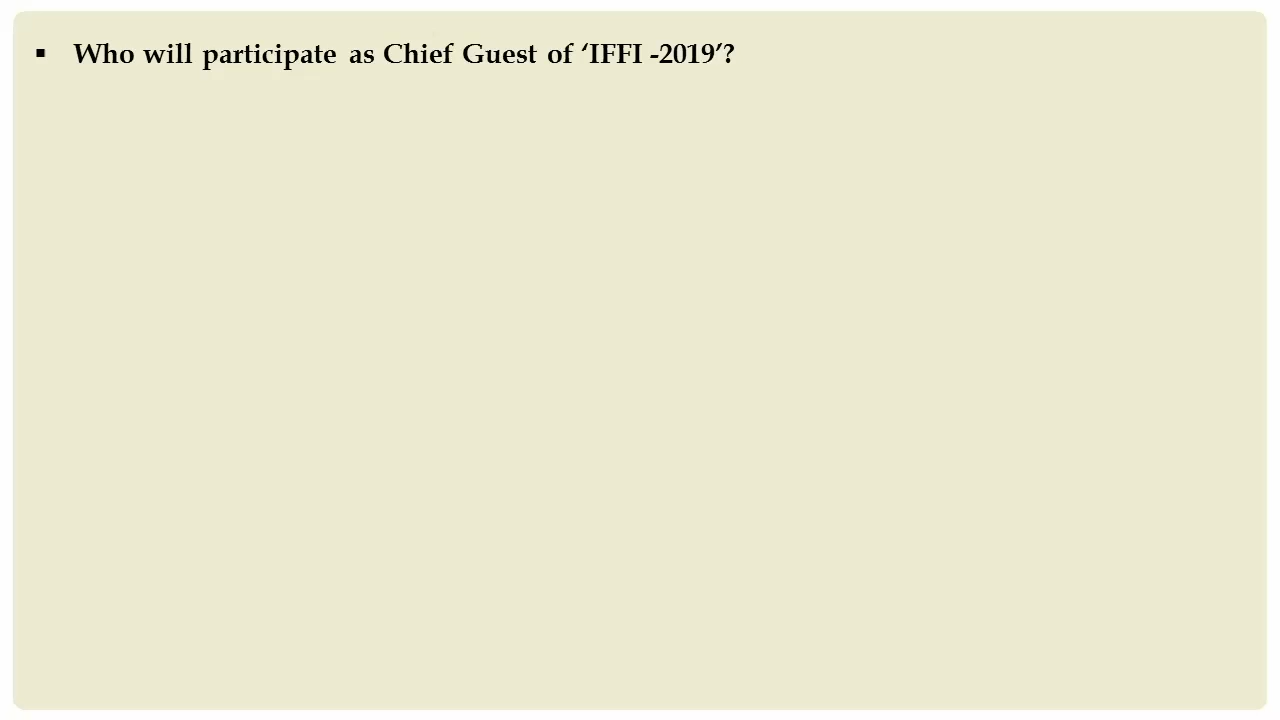 ▪ Who will participate as Chief Guest of ‘IFFI -2019’?